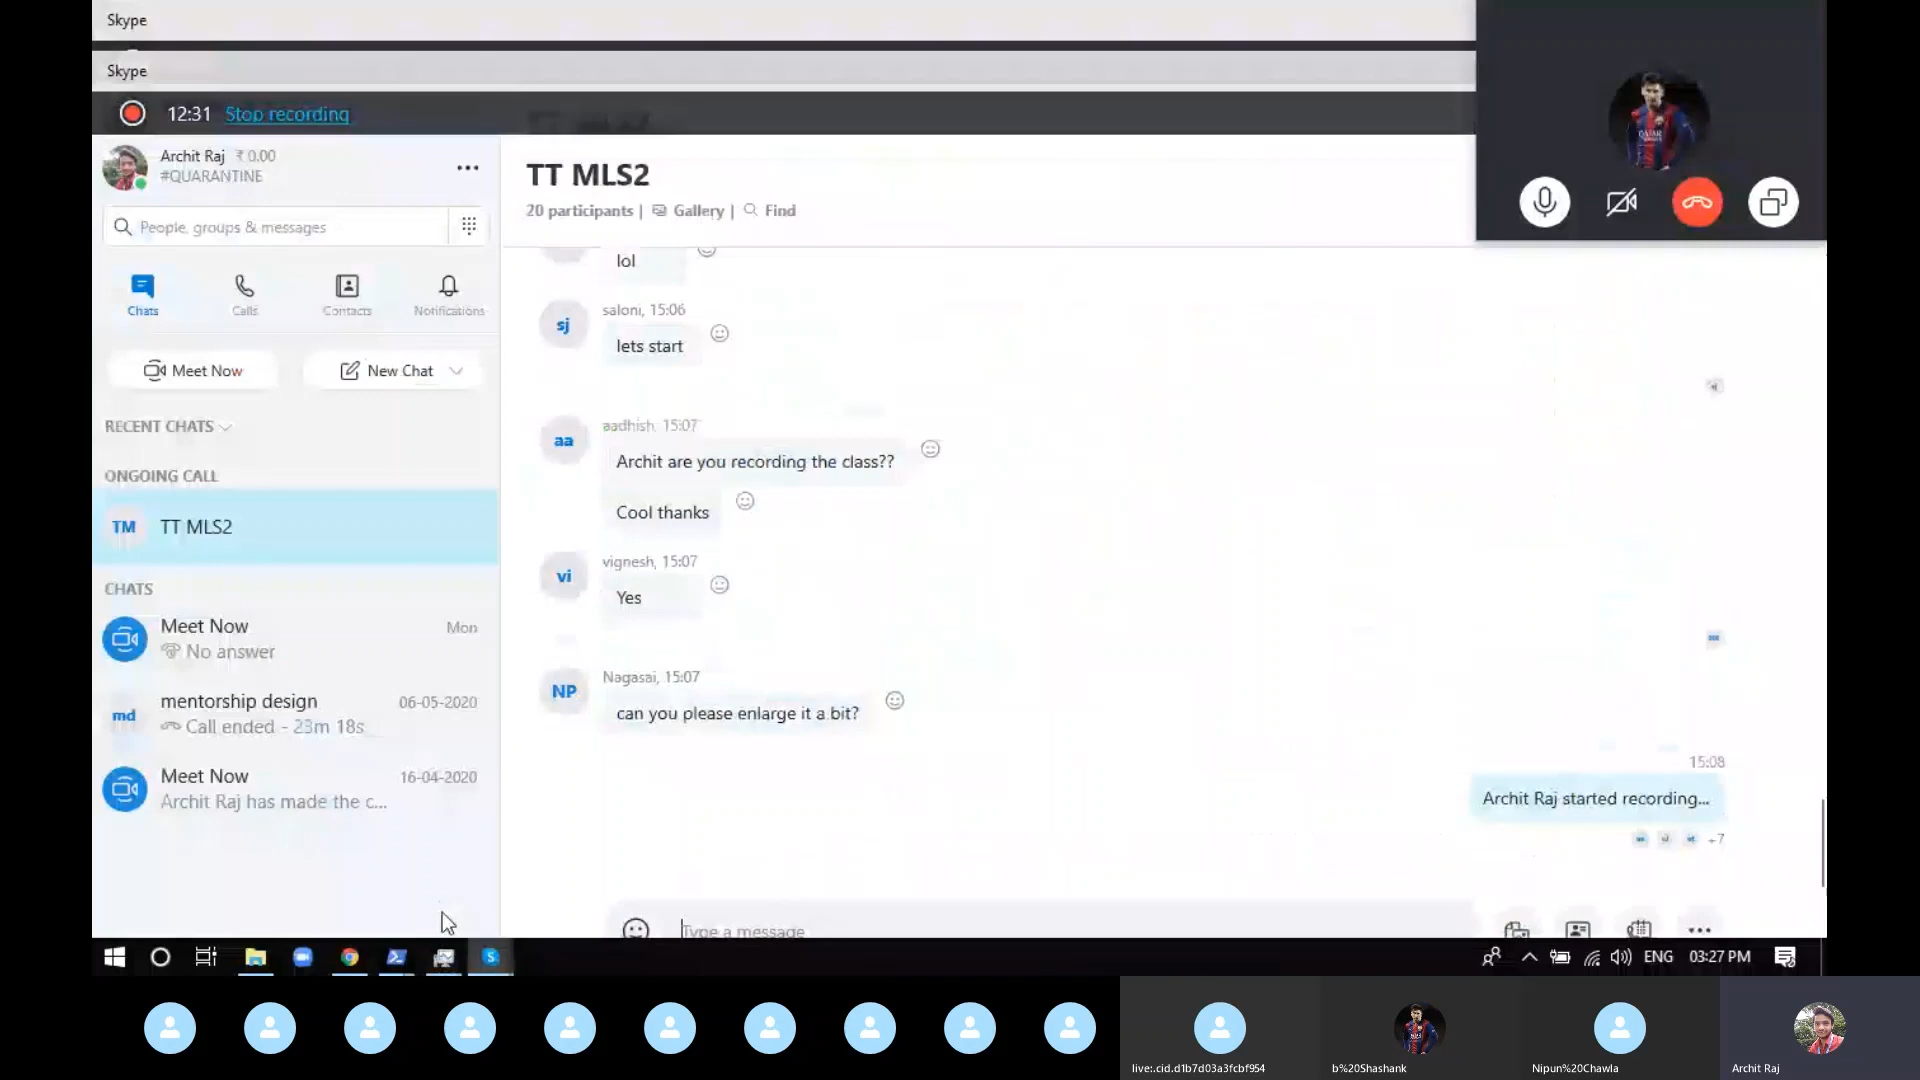 Skype
Skype
12:31 Stop recording
Archit Raj ₹ 0.00
#QUARANTINE
People, groups & messages
Chats Calls Contacts Notifications
Meet Now New Chat
RECENT CHATS
ONGOING CALL
TM TT MLS2
CHATS
Meet Now Mon
No answer
md mentorship design 06-05-2020
Call ended - 23m 18s
Meet Now 16-04-2020
Archit Raj has made the c...
TT MLS2
20 participants | Gallery | Find
lol
saloni, 15:06
sj
lets start
aadhish, 15:07
aa
Archit are you recording the class??
Cool thanks
vignesh, 15:07
vi
Yes
Nagasai, 15:07
NP
can you please enlarge it a bit?
15:08
Archit Raj started recording...
+7
Type a message
ENG 03:27 PM
live:.cid.d1b7d03a3fcbf954 b%20Shashank Nipun%20Chawla Archit Raj